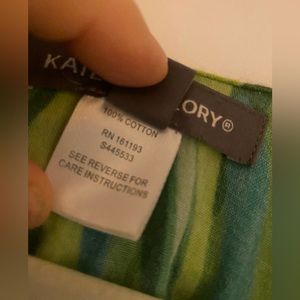 KATE ORY®
100% COTTON
RN 161193
S445533
SEE REVERSE FOR
CARE INSTRUCTIONS